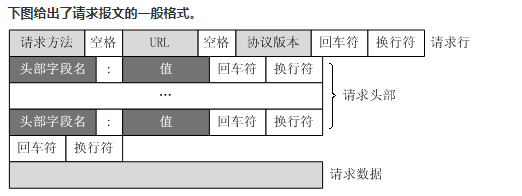 下图给出了请求报文的一般格式。
请求方法 空格 URL 空格 协议版本 回车符 换行符 请求行
头部字段名 : 值 回车符 换行符
... 请求头部
头部字段名 : 值 回车符 换行符
回车符 换行符
请求数据